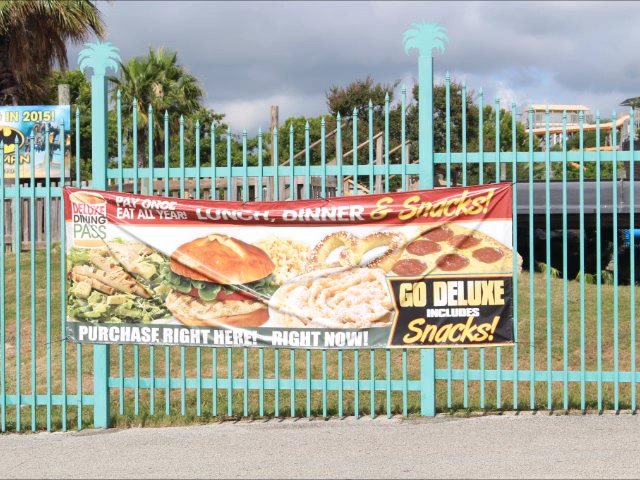 IN 2015!
DELUXE
DINING
PASS
PAY ONCE
EAT ALL YEAR!
LUNCH, DINNER & Snacks!
GO DELUXE
INCLUDES
Snacks!
PURCHASE RIGHT HERE! RIGHT NOW!